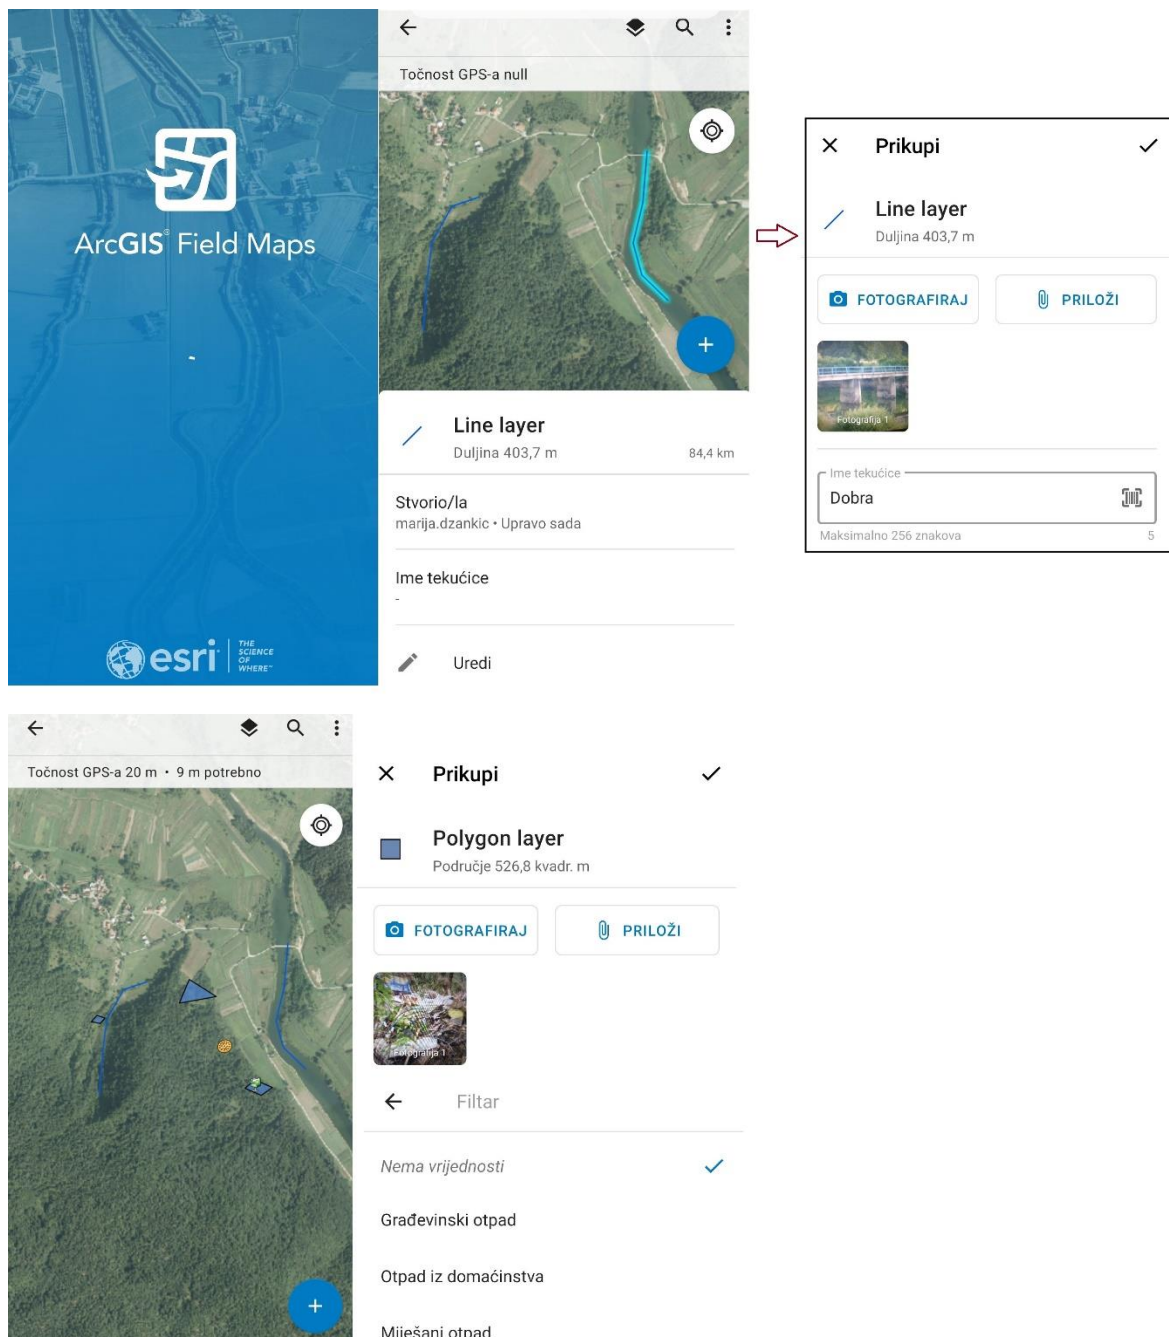 ArcGIS® Field Maps
esri
THE
SCIENCE
OF
WHERE™
Točnost GPS-a null
Line layer
Duljina 403,7 m
84,4 km
Stvorio/la
marija.dzankic • Upravo sada
Ime tekućice
-
Uredi
Prikupi
Line layer
Duljina 403,7 m
FOTOGRAFIRAJ
PRILOŽI
Fotografija 1
Ime tekućice
Dobra
Maksimalno 256 znakova
5
Točnost GPS-a 20 m • 9 m potrebno
Prikupi
Polygon layer
Područje 526,8 kvadr. m
FOTOGRAFIRAJ
PRILOŽI
Fotografija 1
Filtar
Nema vrijednosti
Građevinski otpad
Otpad iz domaćinstva
Miješani otpad